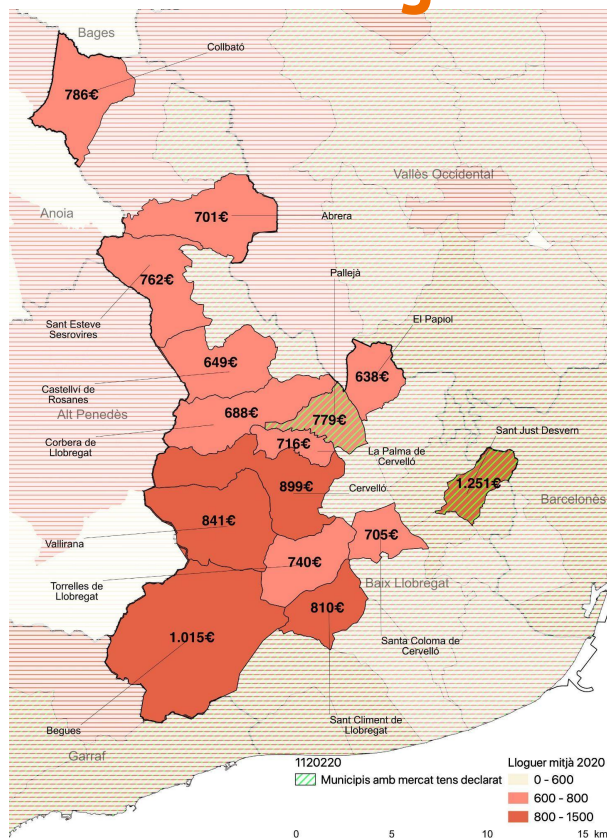 Bages
Collbató
786€
Vallès Occidental
Anoia
701€
Abrera
Pallejà
762€
El Papiol
Sant Esteve
Sesrovires
649€
638€
Castellví de
Rosanes
Alt Penedès
688€
779€
Corbera de
Llobregat
716€
La Palma de
Cervelló
Sant Just Desvern
1.251€
899€
Cervelló
Barcelonès
841€
705€
Vallirana
740€
Torrelles de
Llobregat
Baix Llobregat
810€
1.015€
Santa Coloma de
Cervelló
Begues
Sant Climent de
Llobregat
Garraf
1120220
Municipis amb mercat tens declarat
Lloguer mitjà 2020
0 - 600
600 - 800
800 - 1500
0 5 10 15 km